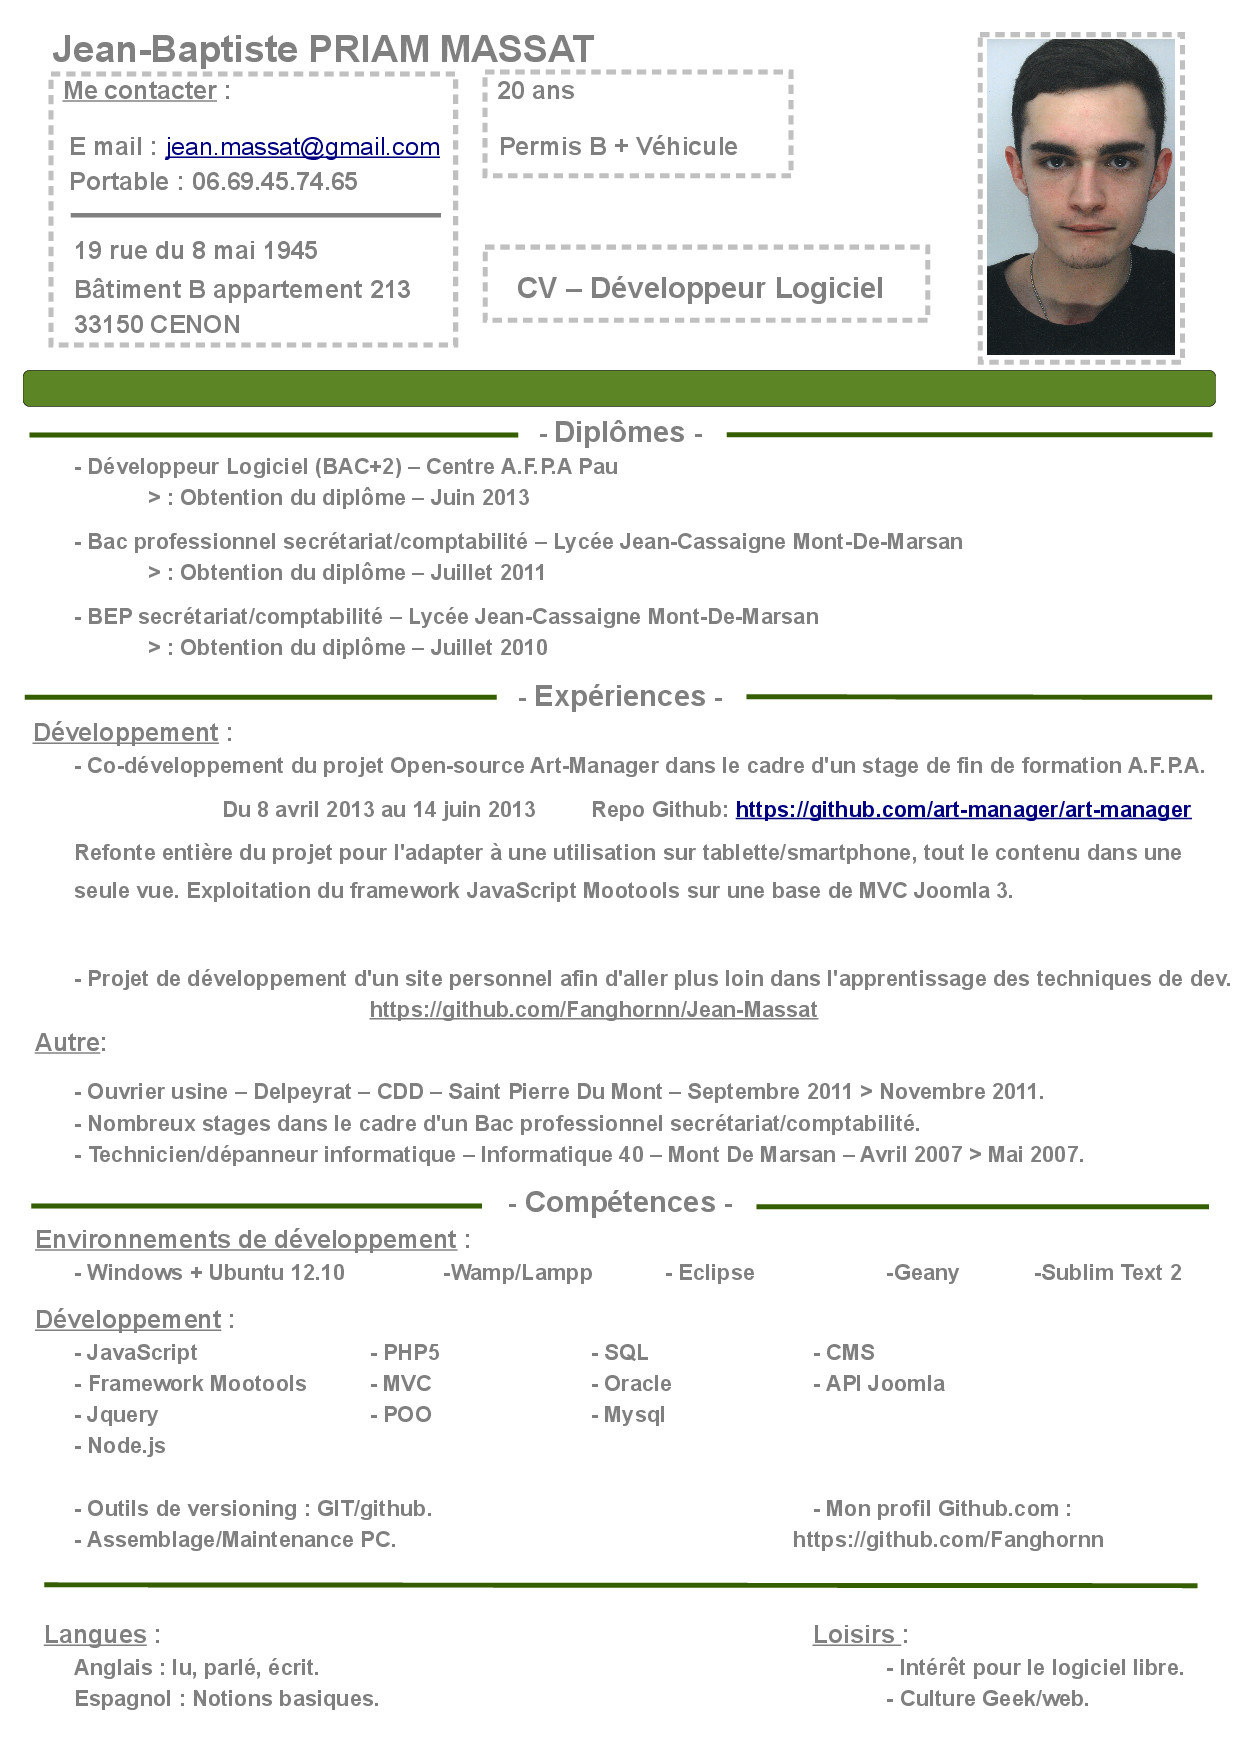 Jean-Baptiste PRIAM MASSAT
Me contacter :
E mail : jean.massat@gmail.com
Portable : 06.69.45.74.65
19 rue du 8 mai 1945
Bâtiment B appartement 213
33150 CENON
20 ans
Permis B + Véhicule
CV – Développeur Logiciel
- Diplômes -
- Développeur Logiciel (BAC+2) – Centre A.F.P.A Pau
> : Obtention du diplôme – Juin 2013
- Bac professionnel secrétariat/comptabilité – Lycée Jean-Cassaigne Mont-De-Marsan
> : Obtention du diplôme – Juillet 2011
- BEP secrétariat/comptabilité – Lycée Jean-Cassaigne Mont-De-Marsan
> : Obtention du diplôme – Juillet 2010
- Expériences -
Développement :
- Co-développement du projet Open-source Art-Manager dans le cadre d'un stage de fin de formation A.F.P.A.
Du 8 avril 2013 au 14 juin 2013 Repo Github: https://github.com/art-manager/art-manager
Refonte entière du projet pour l'adapter à une utilisation sur tablette/smartphone, tout le contenu dans une
seule vue. Exploitation du framework JavaScript Mootools sur une base de MVC Joomla 3.
- Projet de développement d'un site personnel afin d'aller plus loin dans l'apprentissage des techniques de dev.
https://github.com/Fanghornn/Jean-Massat
Autre:
- Ouvrier usine – Delpeyrat – CDD – Saint Pierre Du Mont – Septembre 2011 > Novembre 2011.
- Nombreux stages dans le cadre d'un Bac professionnel secrétariat/comptabilité.
- Technicien/dépanneur informatique – Informatique 40 – Mont De Marsan – Avril 2007 > Mai 2007.
- Compétences -
Environnements de développement :
- Windows + Ubuntu 12.10 -Wamp/Lampp - Eclipse -Geany -Sublim Text 2
Développement :
- JavaScript - PHP5 - SQL - CMS
- Framework Mootools - MVC - Oracle - API Joomla
- Jquery - POO - Mysql
- Node.js
- Outils de versioning : GIT/github. - Mon profil Github.com :
- Assemblage/Maintenance PC. https://github.com/Fanghornn
Langues : Loisirs :
Anglais : lu, parlé, écrit. - Intérêt pour le logiciel libre.
Espagnol : Notions basiques. - Culture Geek/web.